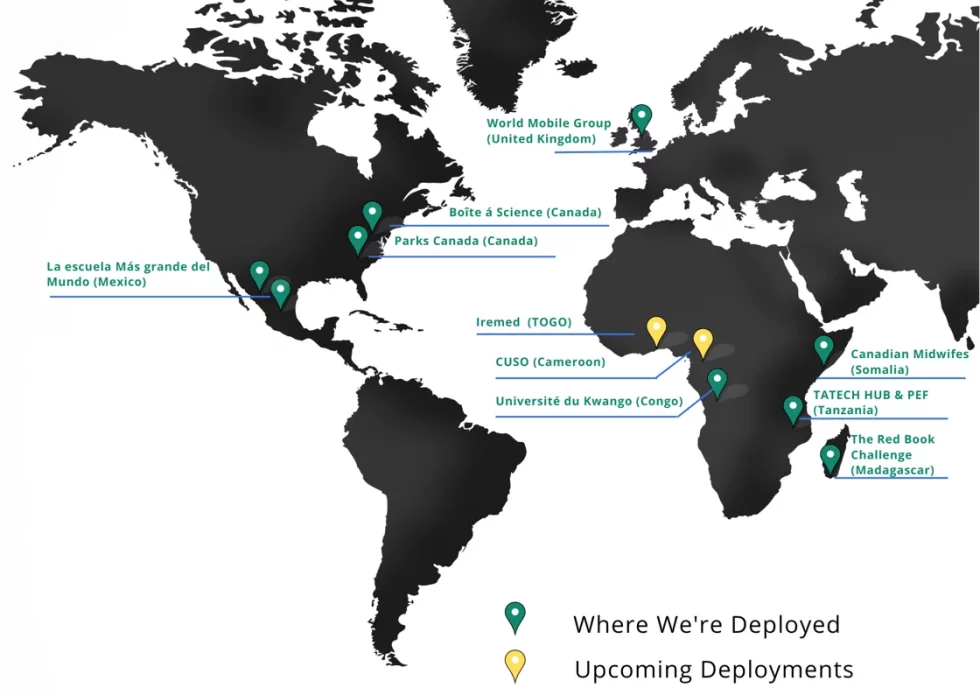 World Mobile Group
(United Kingdom)
Boîte á Science (Canada)
Parks Canada (Canada)
La escuela Más grande del
Mundo (Mexico)
Iremed (TOGO)
CUSO (Cameroon)
Université du Kwango (Congo)
Canadian Midwifes
(Somalia)
TATECH HUB & PEF
(Tanzania)
The Red Book
Challenge
(Madagascar)
Where We're Deployed
Upcoming Deployments